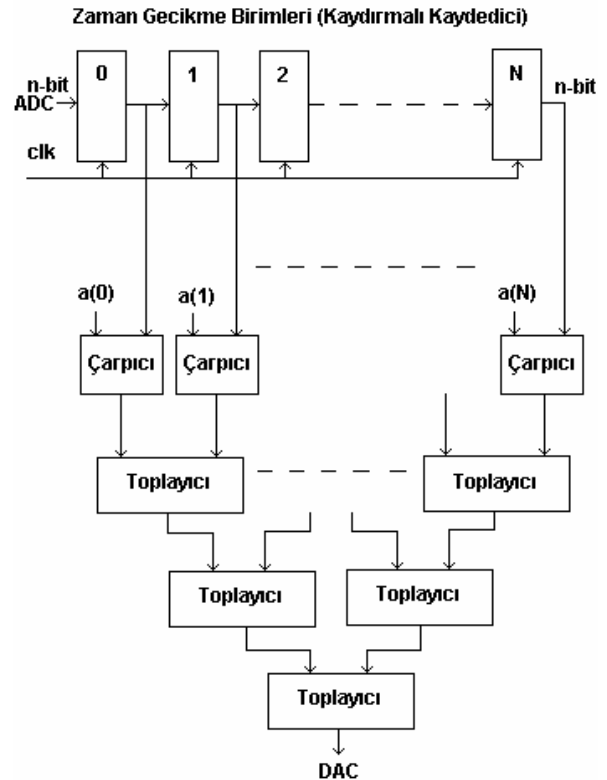 Zaman Gecikme Birimleri (Kaydırmalı Kaydedici)
0 1 2 N
n-bit n-bit
ADC
clk
a(0) a(1) a(N)
Çarpıcı Çarpıcı Çarpıcı
Toplayıcı Toplayıcı
Toplayıcı Toplayıcı
Toplayıcı
DAC